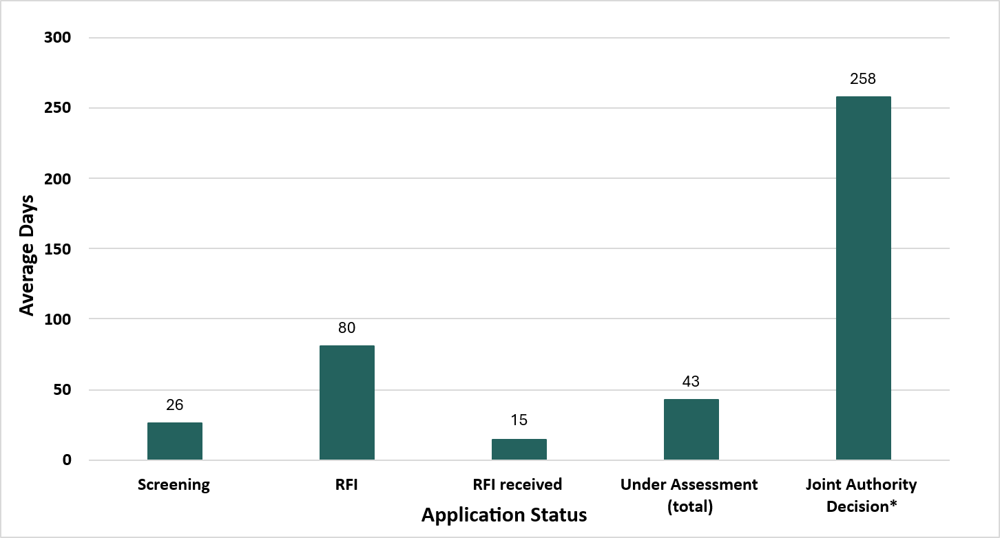 300
250
200
150
100
50
0
Average Days
26
80
15
43
258
Screening
RFI
RFI received
Under Assessment
(total)
Joint Authority
Decision*
Application Status